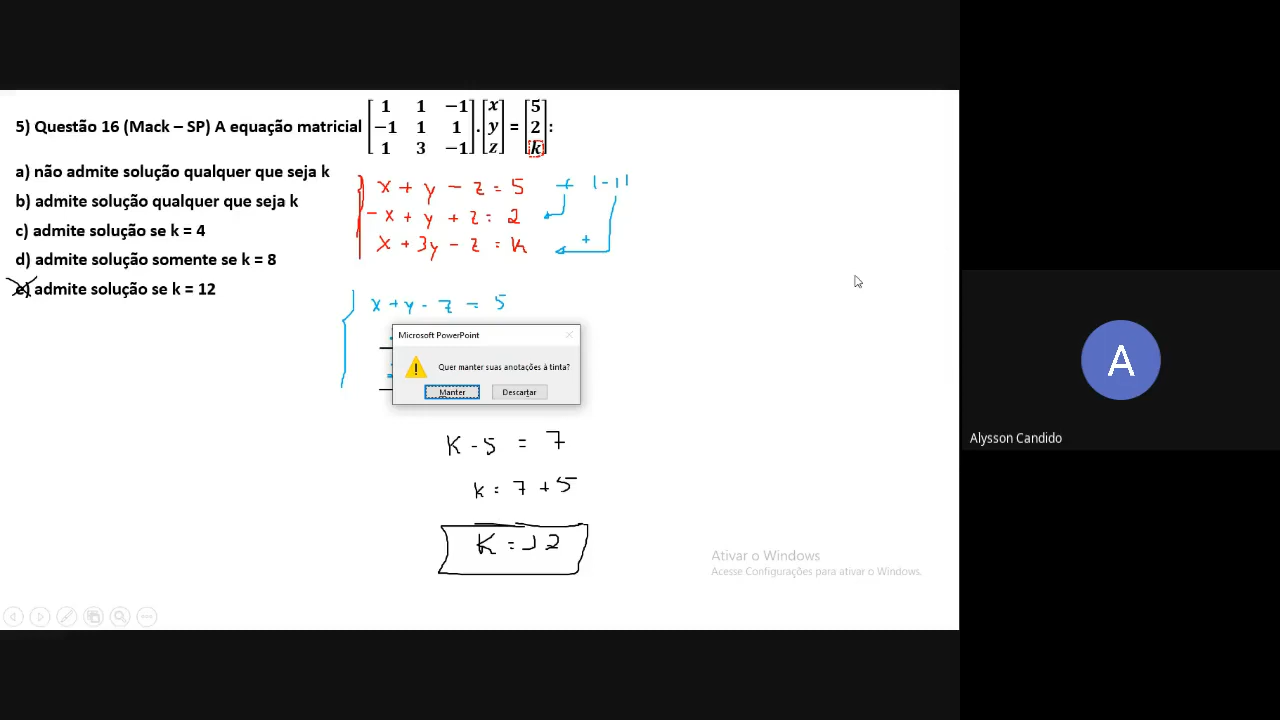 5) Questão 16 (Mack – SP) A equação matricial [1 1 −1 −1 1 1 1 3 −1] . [x y z] = [5 2 k] :
a) não admite solução qualquer que seja k
b) admite solução qualquer que seja k
c) admite solução se k = 4
d) admite solução somente se k = 8
e) admite solução se k = 12
x + y - z = 5 + (-1)
- x + y + z = 2
x + 3y - z = k +
x + y - z = 5
Microsoft PowerPoint
Quer manter suas anotações à tinta?
Manter Descartar
K - 5 = 7
k = 7 + 5
K = 12
A
Alysson Candido
Ativar o Windows
Acesse Configurações para ativar o Windows.